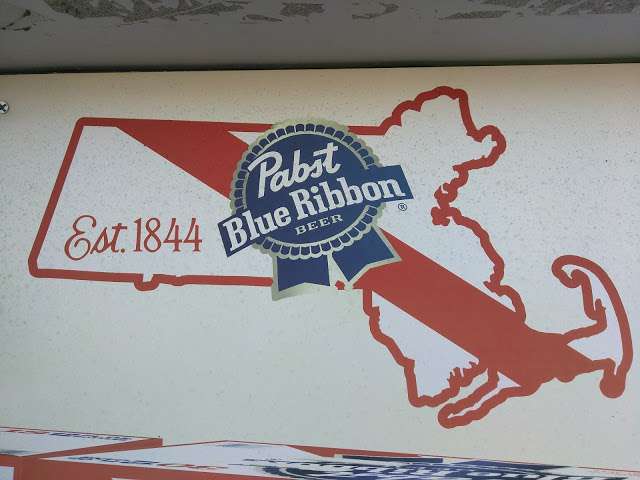 Pabst
Blue Ribbon®
BEER
Est. 1844